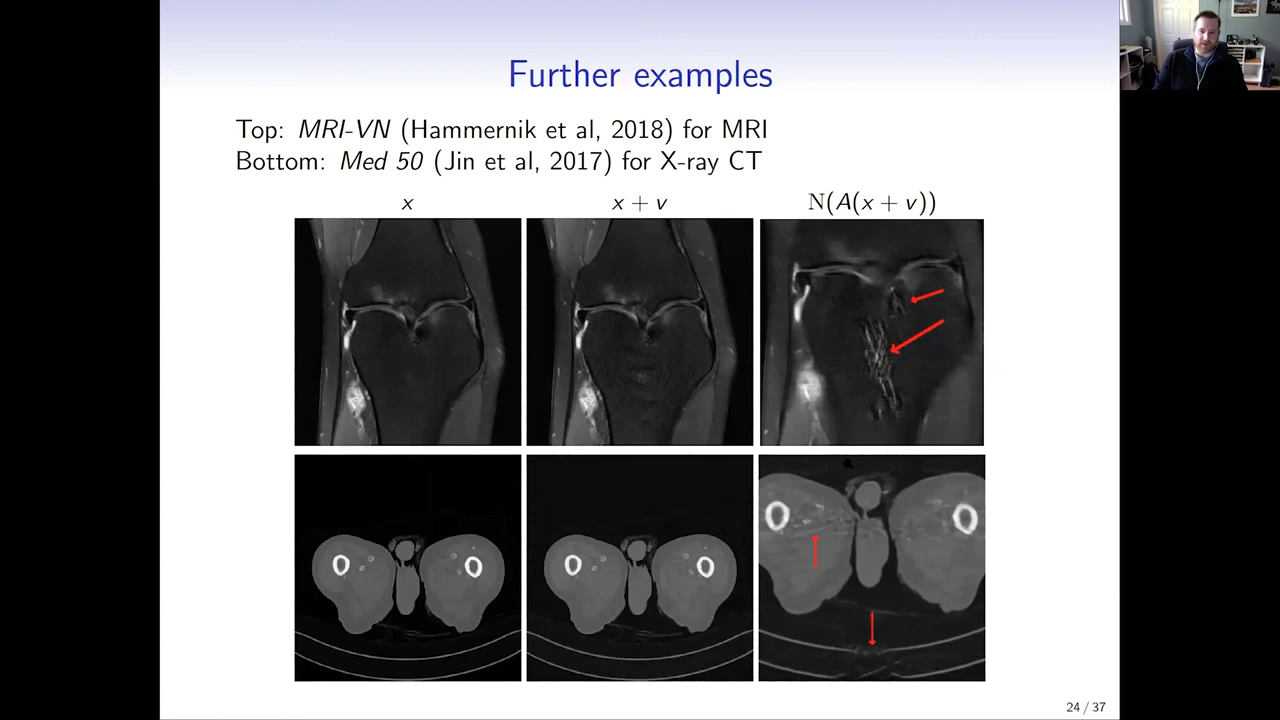 Further examples
Top: MRI-VN (Hammernik et al, 2018) for MRI
Bottom: Med 50 (Jin et al, 2017) for X-ray CT
x
x + v
N(A(x + v))
24 / 37